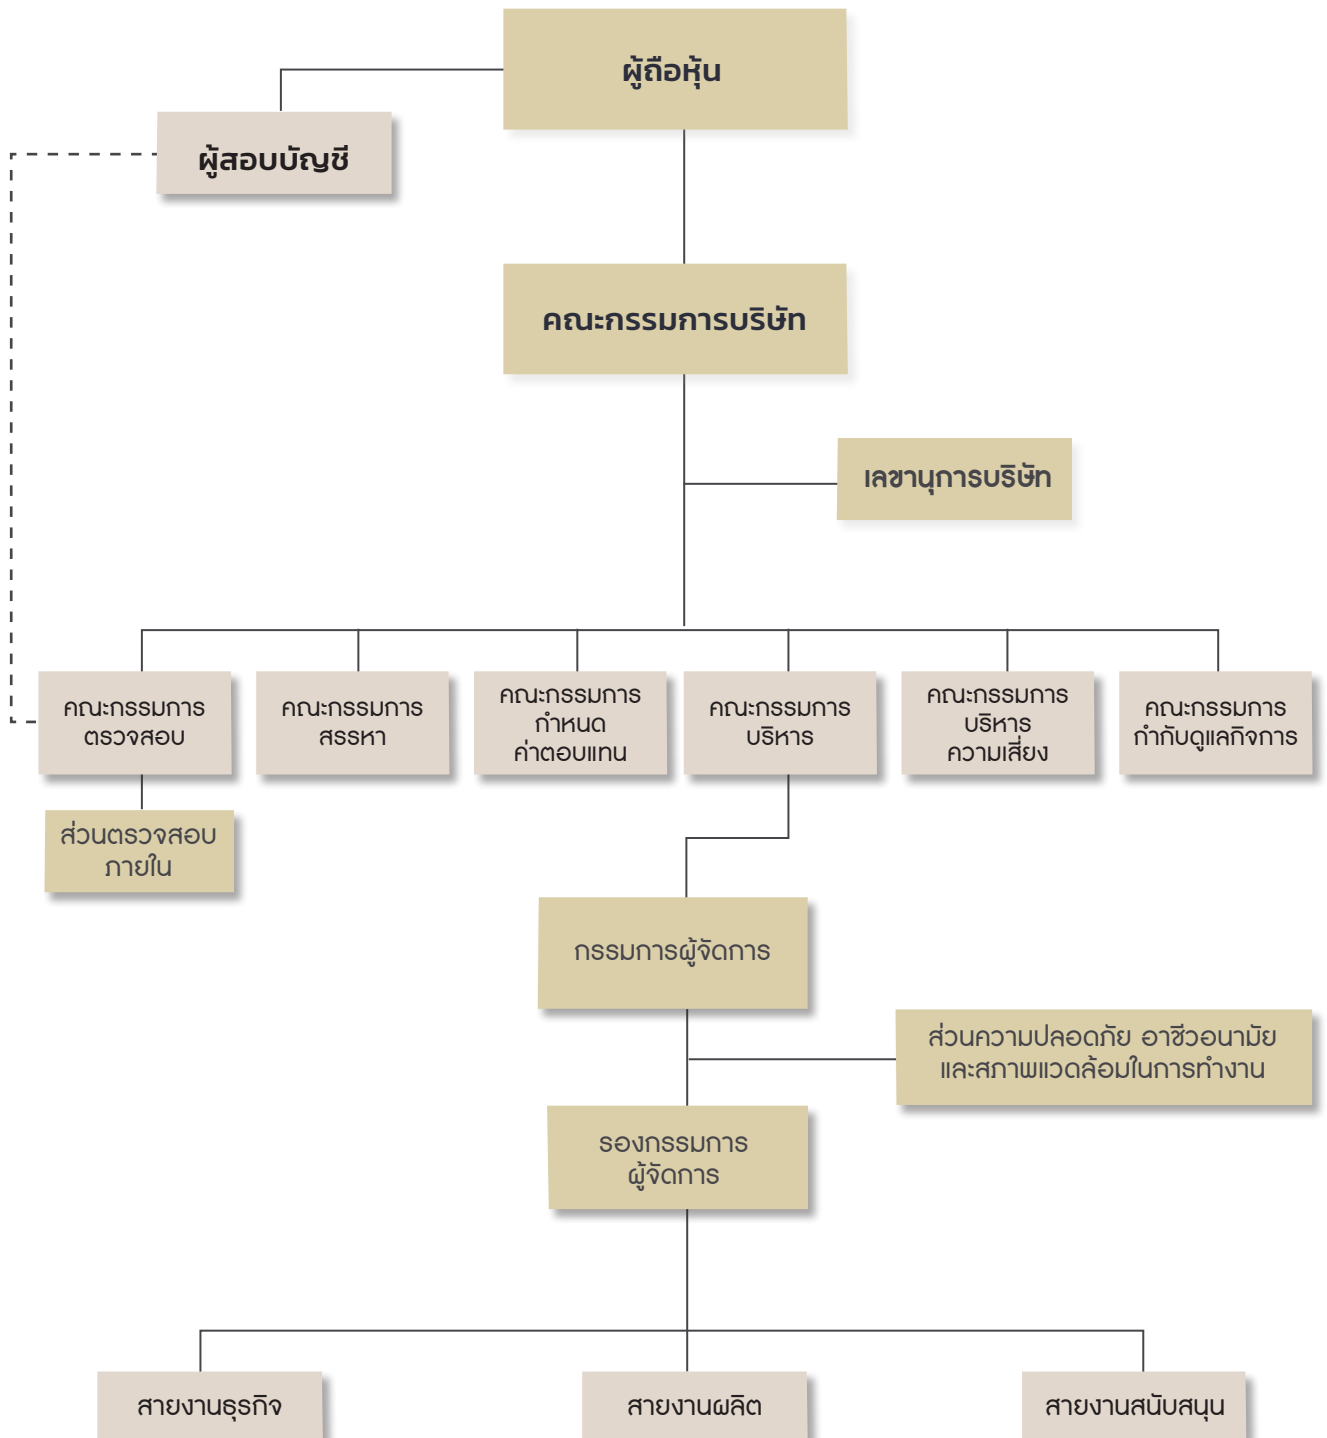 ผู้ถือหุ้น
ผู้สอบบัญชี
คณะกรรมการบริษัท
เลขานุการบริษัท
คณะกรรมการ
ตรวจสอบ
คณะกรรมการ
สรรหา
คณะกรรมการ
กำหนด
ค่าตอบแทน
คณะกรรมการ
บริหาร
คณะกรรมการ
บริหาร
ความเสี่ยง
คณะกรรมการ
กำกับดูแลกิจการ
ส่วนตรวจสอบ
ภายใน
กรรมการผู้จัดการ
ส่วนความปลอดภัย อาชีวอนามัย
และสภาพแวดล้อมในการทำงาน
รองกรรมการ
ผู้จัดการ
สายงานธุรกิจ
สายงานผลิต
สายงานสนับสนุน